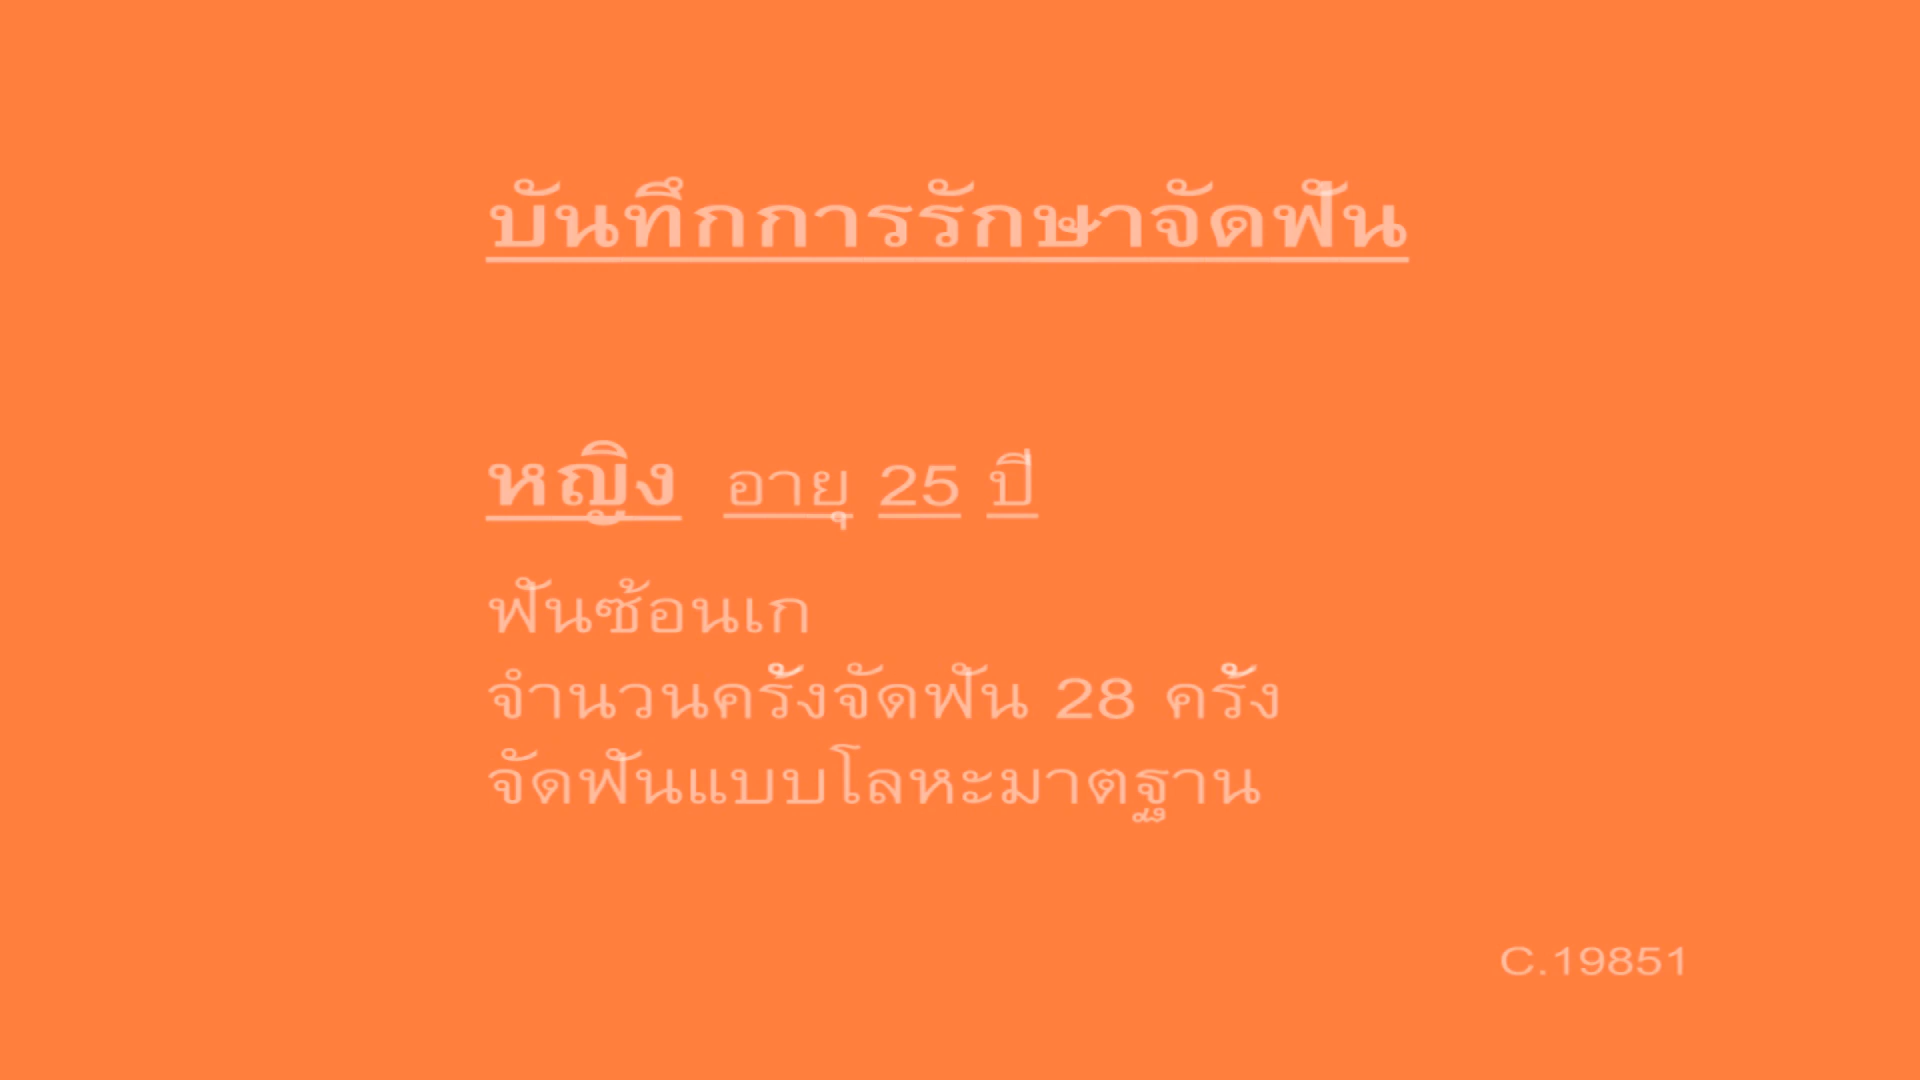 บันทึกการรักษาจัดฟัน
หญิง อายุ 25 ปี
ฟันซ้อนเก
จำนวนครั้งจัดฟัน 28 ครั้ง
จัดฟันแบบโลหะมาตฐาน
C.19851